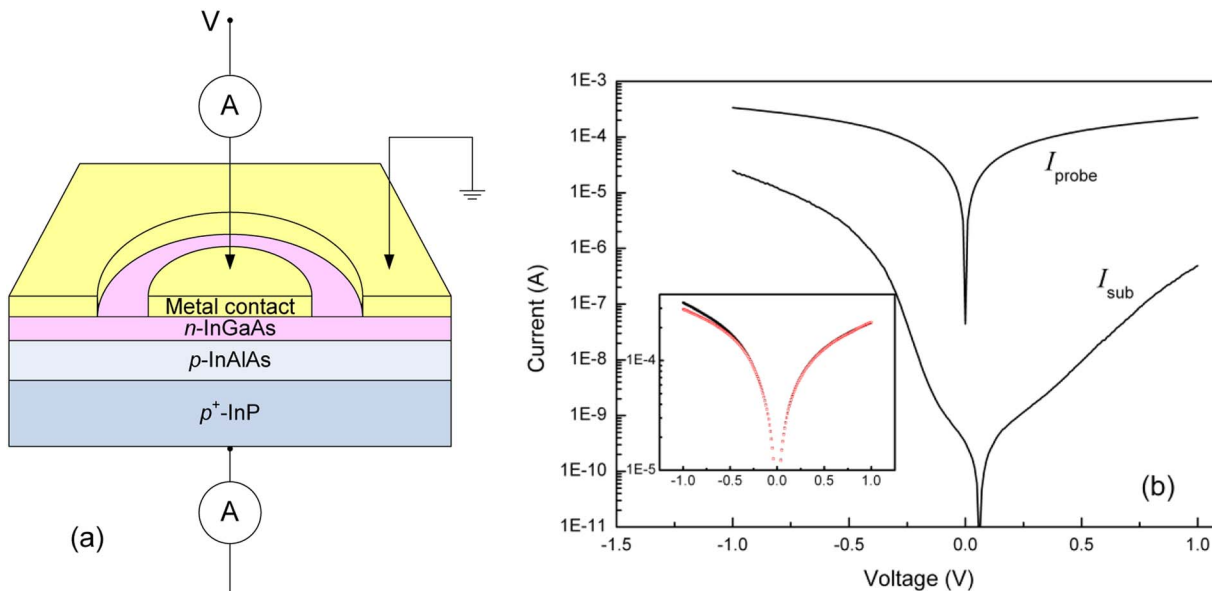 V
A
Metal contact
n-InGaAs
p-InAlAs
p⁺-InP
A
(a)
1E-3
1E-4
1E-5
1E-6
1E-7
1E-8
1E-9
1E-10
1E-11
Current (A)
I probe
I sub
1E-4
1E-5
-1.0 -0.5 0.0 0.5 1.0
(b)
-1.5 -1.0 -0.5 0.0 0.5 1.0
Voltage (V)